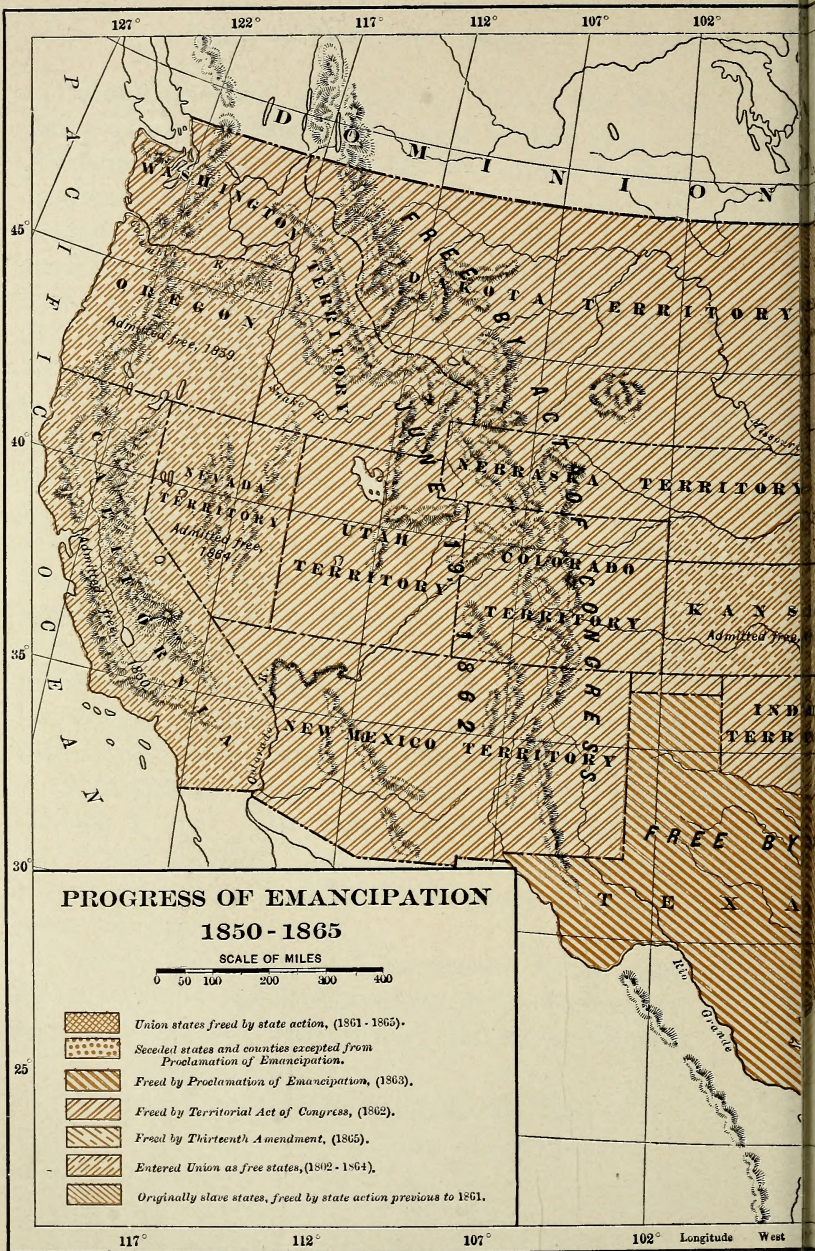 127° 122° 117° 112° 107° 102°
PACIFIC OCEAN
DOMINION
45°
40°
35°
30°
25°
WASHINGTON
TERRITORY
OREGON
Admitted free, 1859
R.
Snake R.
DAKOTA TERRITORY
FREE BY ACT OF CONGRESS
JUNE 19, 1862
Missouri
NEBRASKA TERRITORY
NEVADA
TERRITORY
Admitted free,
1864
UTAH
TERRITORY
COLORADO
TERRITORY
KANS
Admitted free,
CALIFORNIA
Admitted free, 1850
Colorado
R.
NEW MEXICO TERRITORY
IND
TERR
FREE BY
TEXA
Rio Grande
PROGRESS OF EMANCIPATION
1850-1865
SCALE OF MILES
0 50 100 200 300 400
Union states freed by state action, (1861-1865).
Seceded states and counties excepted from
Proclamation of Emancipation.
Freed by Proclamation of Emancipation, (1863).
Freed by Territorial Act of Congress, (1862).
Freed by Thirteenth Amendment, (1865).
Entered Union as free states, (1802-1864).
Originally slave states, freed by state action previous to 1861.
117° 112° 107° 102° Longitude West